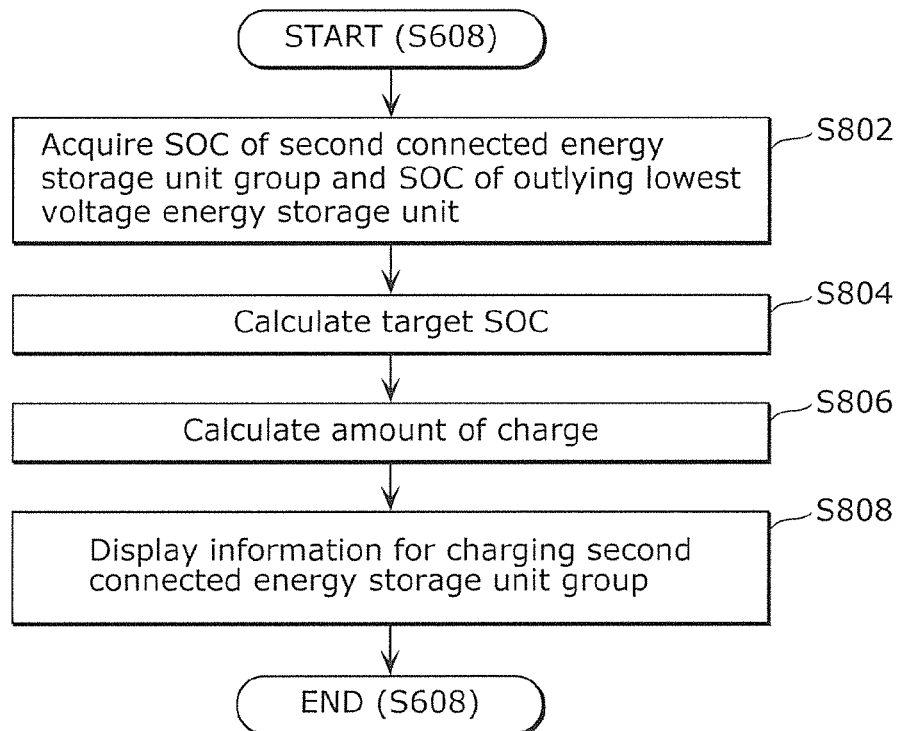 START (S608)
S802
Acquire SOC of second connected energy
storage unit group and SOC of outlying lowest
voltage energy storage unit
S804
Calculate target SOC
S806
Calculate amount of charge
S808
Display information for charging second
connected energy storage unit group
END (S608)